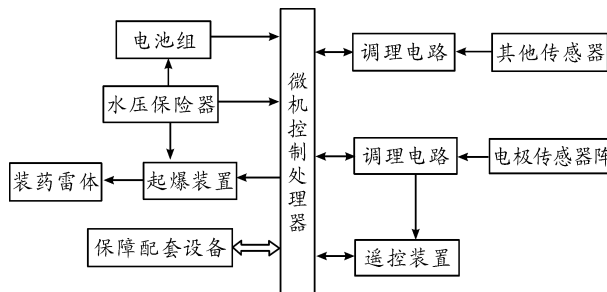 电池组
水压保险器
装药雷体
起爆装置
保障配套设备
微机控制处理器
调理电路
其他传感器
调理电路
电极传感器阵
遥控装置